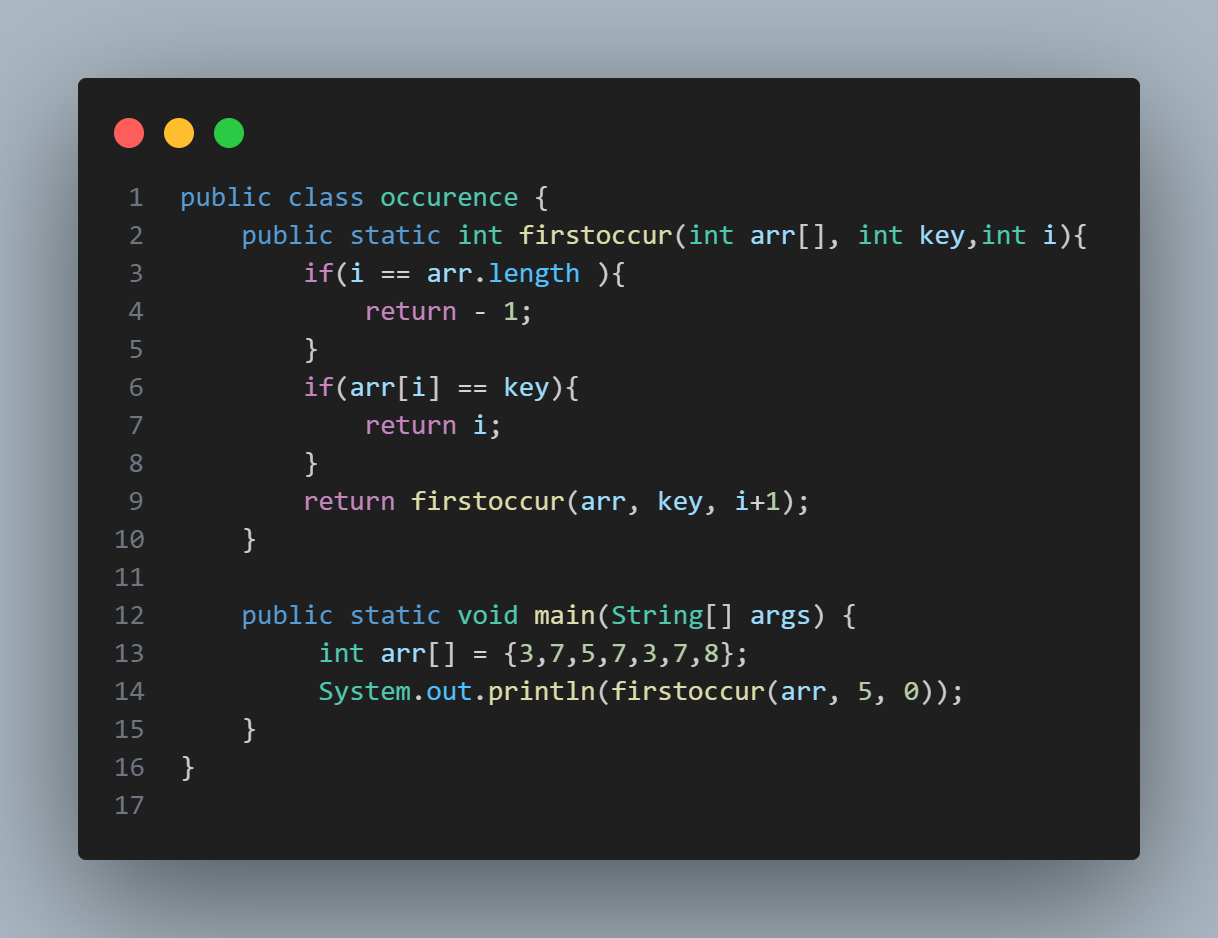 1 public class occurence {
2     public static int firstoccur(int arr[], int key,int i){
3         if(i == arr.length ){
4             return - 1;
5         }
6         if(arr[i] == key){
7             return i;
8         }
9         return firstoccur(arr, key, i+1);
10     }
11
12     public static void main(String[] args) {
13          int arr[] = {3,7,5,7,3,7,8};
14          System.out.println(firstoccur(arr, 5, 0));
15     }
16 }
17